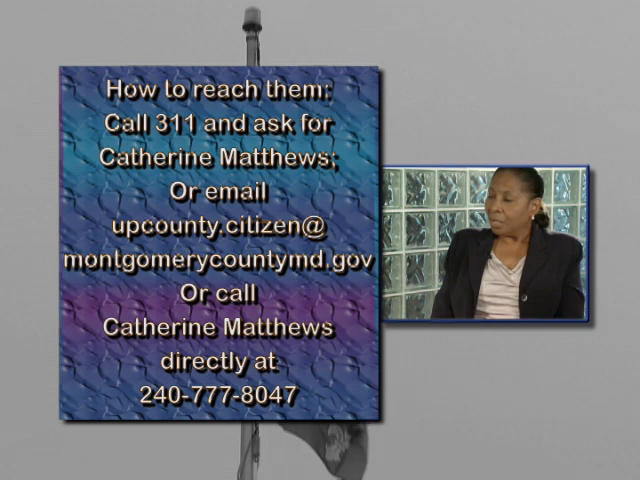 How to reach them:
Call 311 and ask for
Catherine Matthews;
Or email
upcounty.citizen@
montgomerycountymd.gov
Or call
Catherine Matthews
directly at
240-777-8047